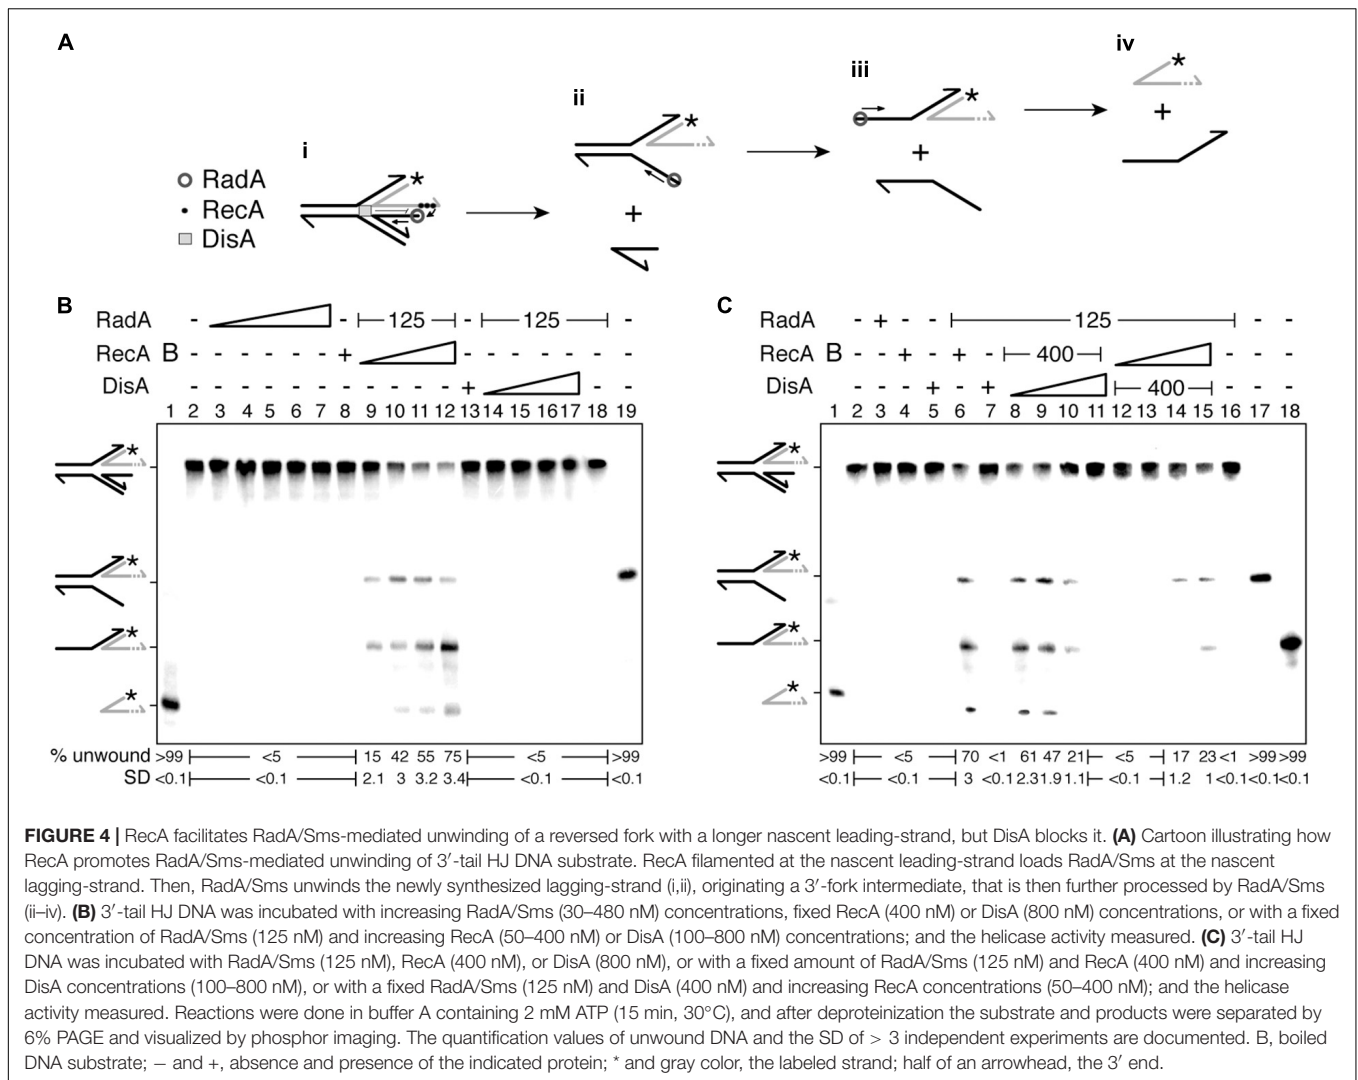 A
i
ii
iii
iv
*
*
*
*
+
+
+
RadA
RecA
DisA
B
RadA - - 125 - 125 - -
RecA B - - - - - - + - - - - - - - -
DisA - - - - - - - - - - - + - -
1 2 3 4 5 6 7 8 9 10 11 12 13 14 15 16 17 18 19
*
*
*
*
% unwound >99 <5 15 42 55 75 <5 >99
SD <0.1 <0.1 2.1 3 3.2 3.4 <0.1 <0.1
C
RadA - - + - - 125 - -
RecA B - - + - + - 400 - - -
DisA - - - - + - + 400 - - -
1 2 3 4 5 6 7 8 9 10 11 12 13 14 15 16 17 18
*
*
*
*
>99 <5 70 <1 61 47 21 <5 17 23 <1 >99 >99
<0.1 <0.1 3 <0.1 2.3 1.9 1.1 <0.1 1.2 1 <0.1 <0.1 <0.1
FIGURE 4 | RecA facilitates RadA/Sms-mediated unwinding of a reversed fork with a longer nascent leading-strand, but DisA blocks it. (A) Cartoon illustrating how
RecA promotes RadA/Sms-mediated unwinding of 3′-tail HJ DNA substrate. RecA filamented at the nascent leading-strand loads RadA/Sms at the nascent
lagging-strand. Then, RadA/Sms unwinds the newly synthesized lagging-strand (i,ii), originating a 3′-fork intermediate, that is then further processed by RadA/Sms
(ii–iv). (B) 3′-tail HJ DNA was incubated with increasing RadA/Sms (30–480 nM) concentrations, fixed RecA (400 nM) or DisA (800 nM) concentrations, or with a fixed
concentration of RadA/Sms (125 nM) and increasing RecA (50–400 nM) or DisA (100–800 nM) concentrations; and the helicase activity measured. (C) 3′-tail HJ
DNA was incubated with RadA/Sms (125 nM), RecA (400 nM), or DisA (800 nM), or with a fixed amount of RadA/Sms (125 nM) and RecA (400 nM) and increasing
DisA concentrations (100–800 nM), or with a fixed RadA/Sms (125 nM) and DisA (400 nM) and increasing RecA concentrations (50–400 nM); and the helicase
activity measured. Reactions were done in buffer A containing 2 mM ATP (15 min, 30°C), and after deproteinization the substrate and products were separated by
6% PAGE and visualized by phosphor imaging. The quantification values of unwound DNA and the SD of > 3 independent experiments are documented. B, boiled
DNA substrate; − and +, absence and presence of the indicated protein; * and gray color, the labeled strand; half of an arrowhead, the 3′ end.